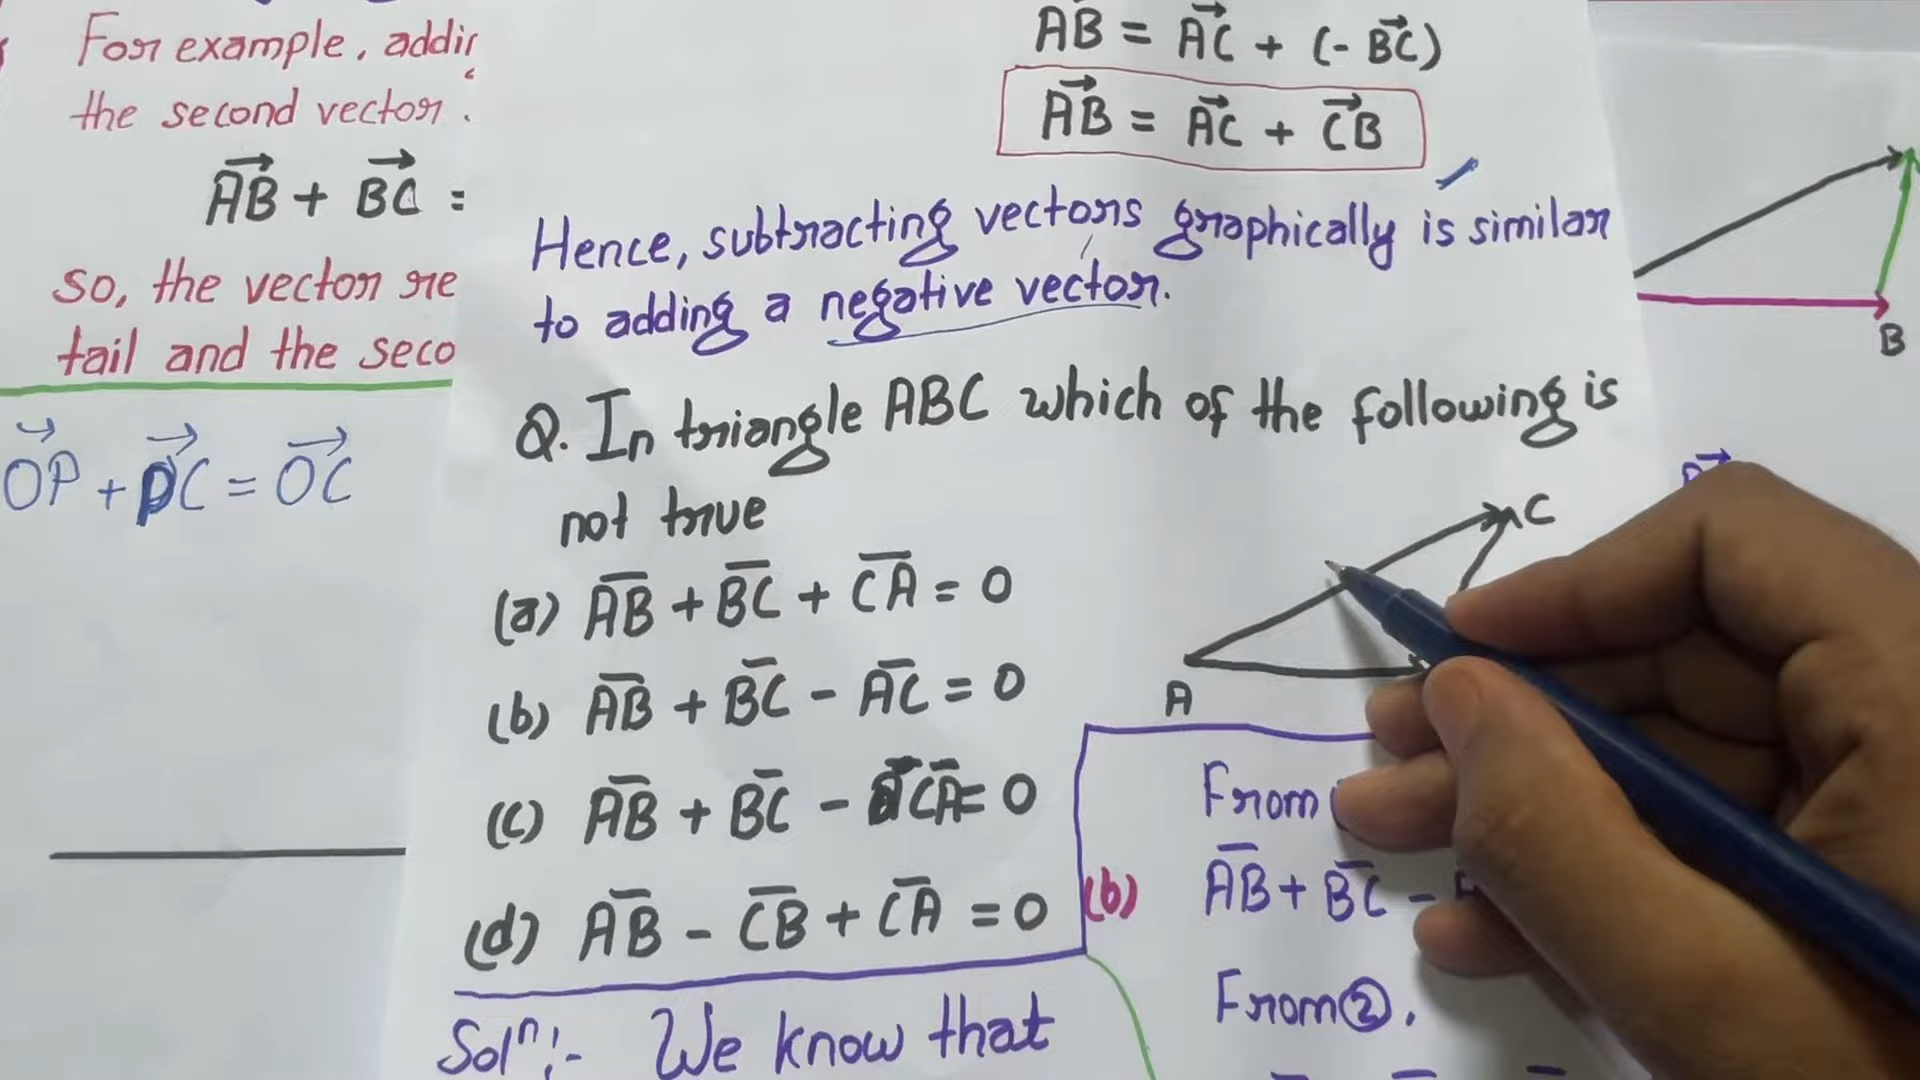 For example, addin
the second vector.
AB + BC =
so, the vector re
tail and the seco
OP + PC = OC
AB = AC + (-BC)
AB = AC + CB
Hence, subtracting vectors graphically is similar
to adding a negative vector.
Q. In triangle ABC which of the following is
not true
(a) AB + BC + CA = 0
(b) AB + BC - AC = 0
(c) AB + BC - CA = 0
(d) AB - CB + CA = 0
Solⁿ:- We know that
C
A
From
(b) AB + BC -
From ②,
B